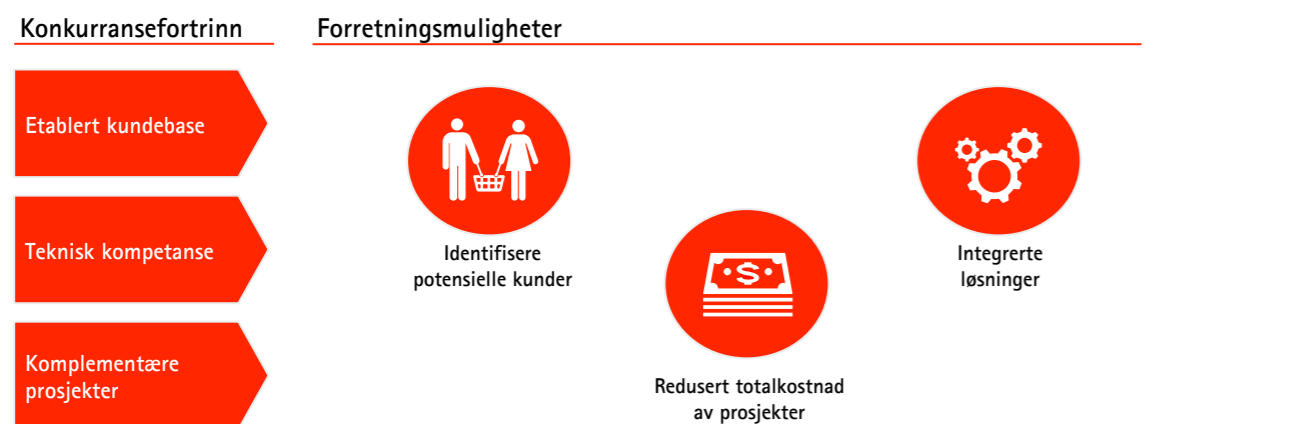 Konkurransefortrinn
Forretningsmuligheter
Etablert kundebase
Teknisk kompetanse
Komplementære
prosjekter
Identifisere
potensielle kunder
$
Redusert totalkostnad
av prosjekter
Integrerte
løsninger